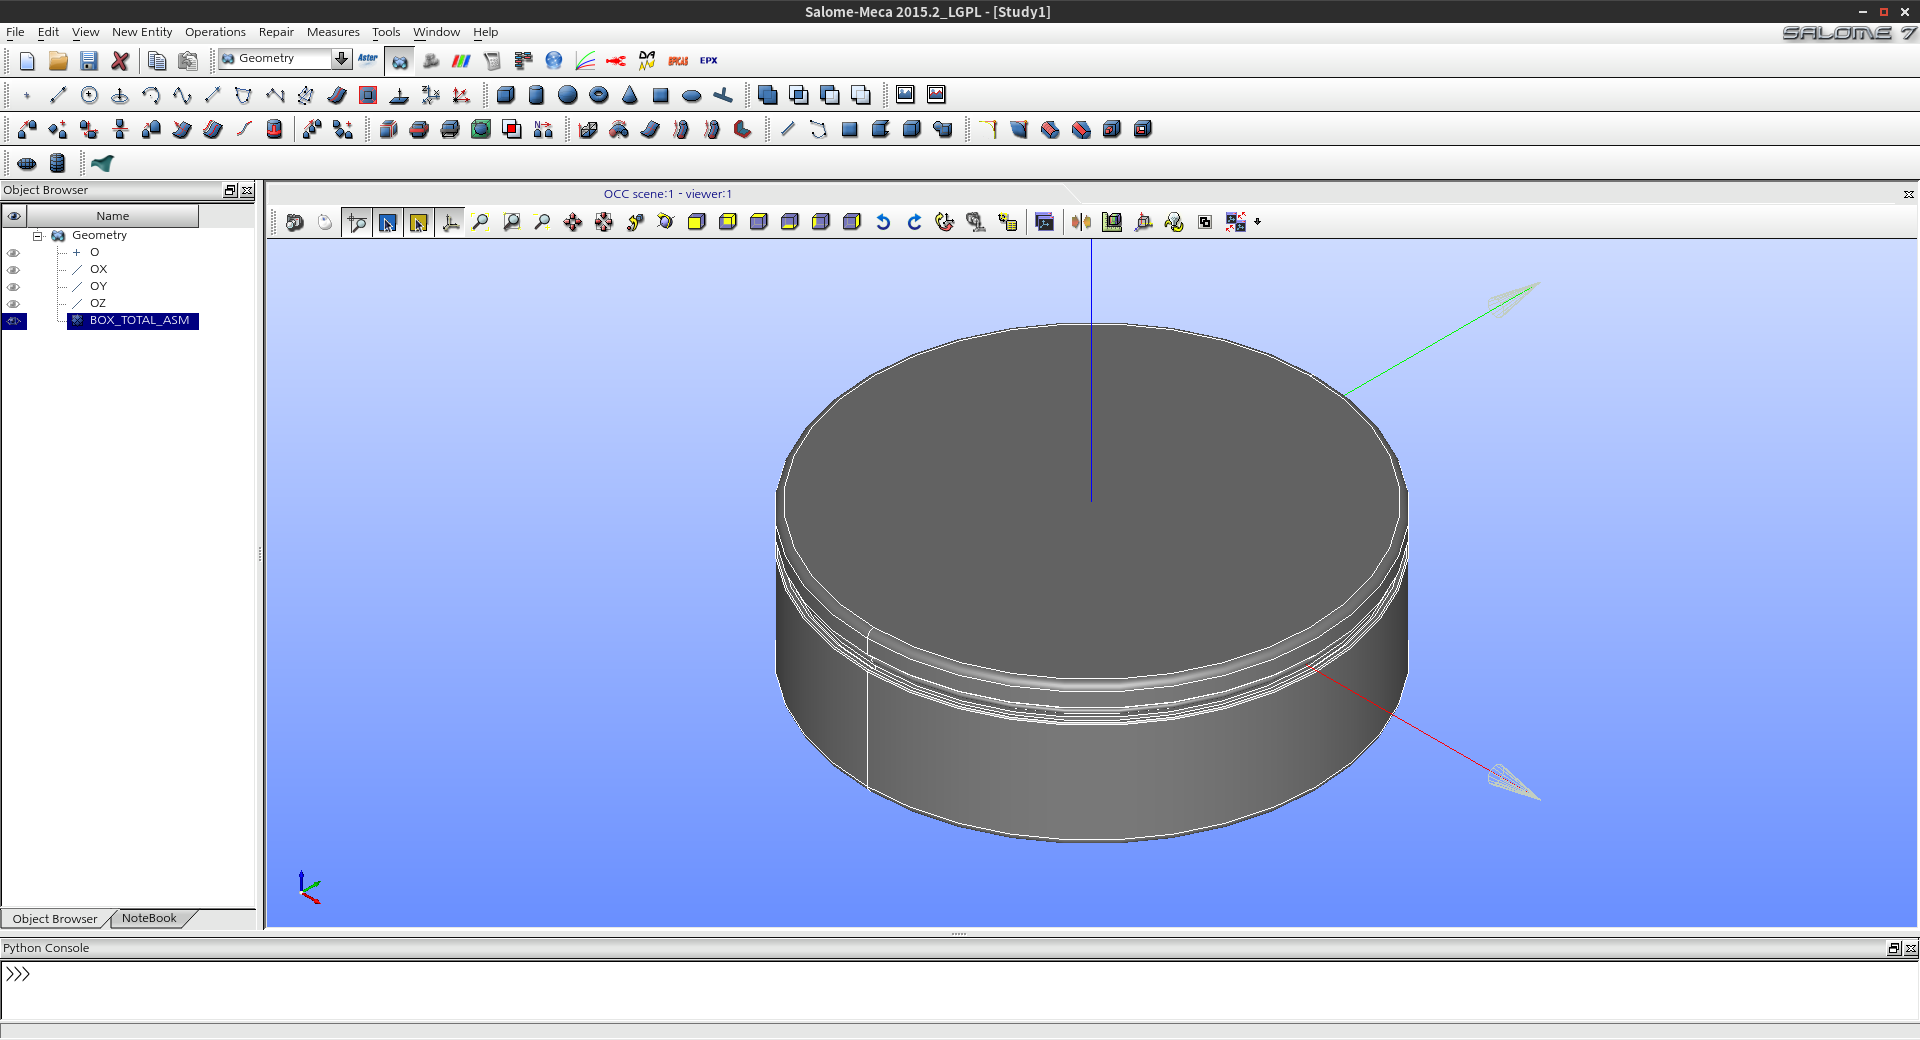 Salome-Meca 2015.2_LGPL - [Study1]
File Edit View New Entity Operations Repair Measures Tools Window Help
SALOME 7
Geometry
Aster
EFICAS
EPX
Object Browser
OCC scene:1 - viewer:1
Name
Geometry
O
OX
OY
OZ
BOX_TOTAL_ASM
Object Browser NoteBook
Python Console
>>>